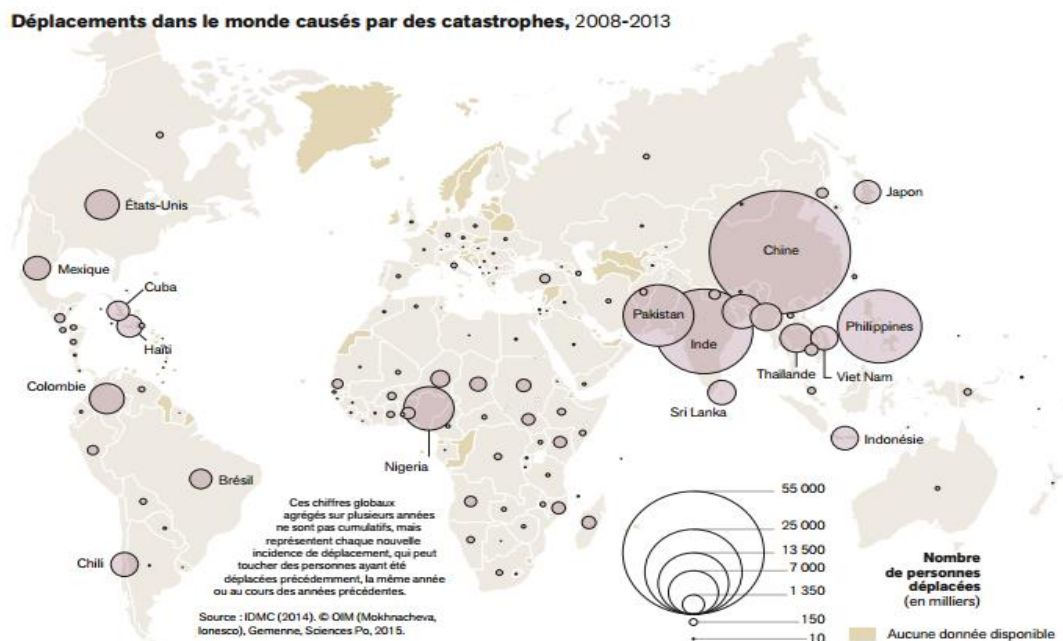 Déplacements dans le monde causés par des catastrophes, 2008-2013
Japon
États-Unis
Chine
Mexique
Cuba
Pakistan
Philippines
Inde
Haïti
Thaïlande
Viet Nam
Colombie
Sri Lanka
Indonésie
Nigeria
Brésil
Chili
Ces chiffres globaux
agrégés sur plusieurs années
ne sont pas cumulatifs, mais
représentent chaque nouvelle
incidence de déplacement, qui peut
toucher des personnes ayant été
déplacées précédemment, la même année
ou au cours des années précédentes.
Source : IDMC (2014). © OIM (Mokhnacheva,
Ionesco), Gemenne, Sciences Po, 2015.
55 000
25 000
13 500
7 000
1 350
150
10
Nombre
de personnes
déplacées
(en milliers)
Aucune donnée disponible